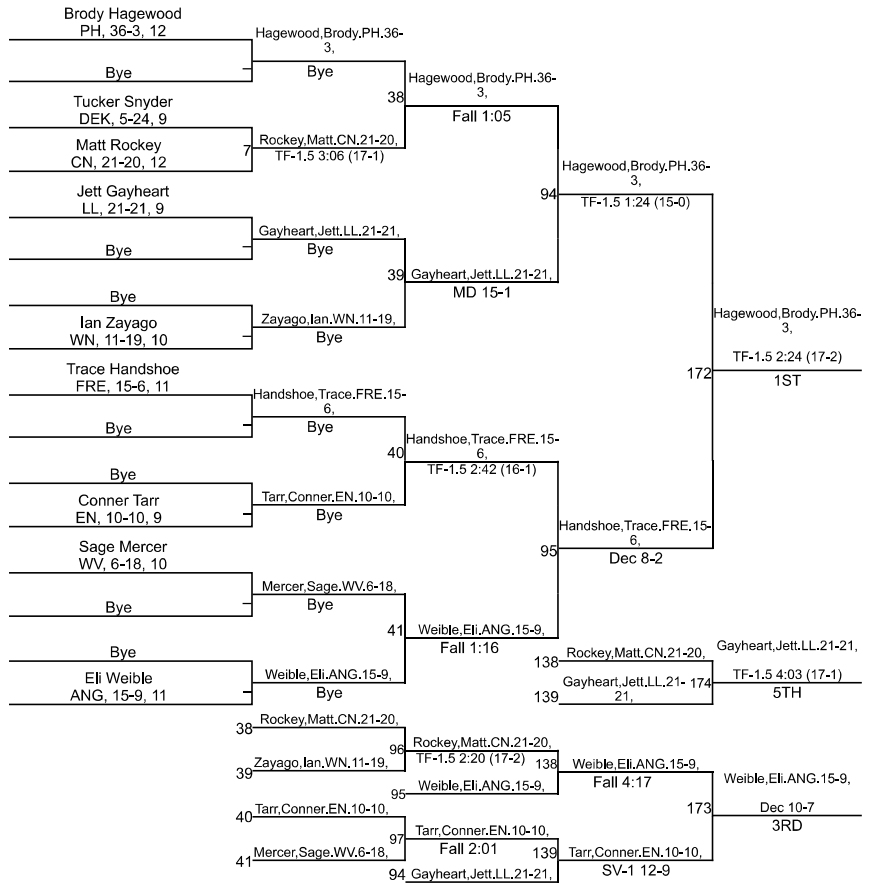 Brody Hagewood
PH, 36-3, 12
Bye
Hagewood,Brody.PH.36-
3,
Bye
Tucker Snyder
DEK, 5-24, 9
Matt Rockey
CN, 21-20, 12
7
Rockey,Matt.CN.21-20,
TF-1.5 3:06 (17-1)
38
Hagewood,Brody.PH.36-
3,
Fall 1:05
Jett Gayheart
LL, 21-21, 9
Bye
Gayheart,Jett.LL.21-21,
Bye
Bye
Ian Zayago
WN, 11-19, 10
Zayago,Ian.WN.11-19,
Bye
39
Gayheart,Jett.LL.21-21,
MD 15-1
94
Hagewood,Brody.PH.36-
3,
TF-1.5 1:24 (15-0)
Trace Handshoe
FRE, 15-6, 11
Bye
Handshoe,Trace.FRE.15-
6,
Bye
Bye
Conner Tarr
EN, 10-10, 9
Tarr,Conner.EN.10-10,
Bye
40
Handshoe,Trace.FRE.15-
6,
TF-1.5 2:42 (16-1)
Sage Mercer
WV, 6-18, 10
Bye
Mercer,Sage.WV.6-18,
Bye
Bye
Eli Weible
ANG, 15-9, 11
Weible,Eli.ANG.15-9,
Bye
41
Weible,Eli.ANG.15-9,
Fall 1:16
95
Handshoe,Trace.FRE.15-
6,
Dec 8-2
172
Hagewood,Brody.PH.36-
3,
TF-1.5 2:24 (17-2)
1ST
138
Rockey,Matt.CN.21-20,
139
Gayheart,Jett.LL.21-
21,
174
Gayheart,Jett.LL.21-21,
TF-1.5 4:03 (17-1)
5TH
38
Rockey,Matt.CN.21-20,
39
Zayago,Ian.WN.11-19,
96
Rockey,Matt.CN.21-20,
TF-1.5 2:20 (17-2)
95
Weible,Eli.ANG.15-9,
138
Weible,Eli.ANG.15-9,
Fall 4:17
40
Tarr,Conner.EN.10-10,
41
Mercer,Sage.WV.6-18,
97
Tarr,Conner.EN.10-10,
Fall 2:01
94
Gayheart,Jett.LL.21-21,
139
Tarr,Conner.EN.10-10,
SV-1 12-9
173
Weible,Eli.ANG.15-9,
Dec 10-7
3RD